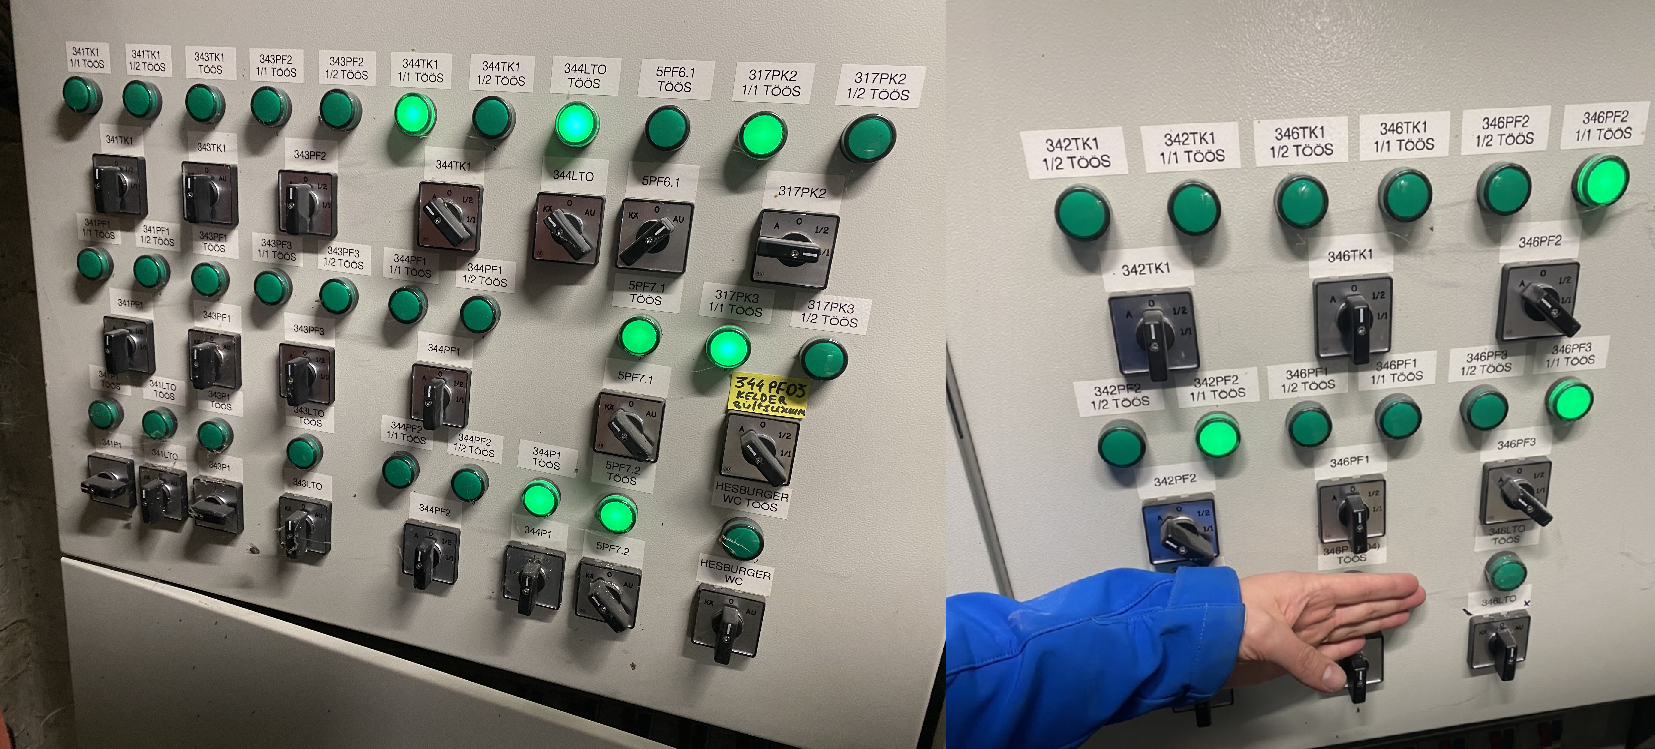 341TK1
1/1 TÖÖS
341TK1
1/2 TÖÖS
343TK1
TÖÖS
343PF2
1/1 TÖÖS
343PF2
1/2 TÖÖS
344TK1
1/1 TÖÖS
344TK1
1/2 TÖÖS
344LTO
TÖÖS
5PF6.1
TÖÖS
317PK2
1/1 TÖÖS
317PK2
1/2 TÖÖS
341TK1
343TK1
343PF2
344TK1
344LTO
5PF6.1
317PK2
341PF1
1/1 TÖÖS
341PF1
1/2 TÖÖS
343PF1
TÖÖS
343PF3
1/1 TÖÖS
343PF3
1/2 TÖÖS
344PF1
1/1 TÖÖS
344PF1
1/2 TÖÖS
5PF7.1
TÖÖS
317PK3
1/1 TÖÖS
317PK3
1/2 TÖÖS
341PF1
343PF1
343PF3
344PF1
5PF7.1
344PF03
KELDER
341P1
TÖÖS
341LTO
TÖÖS
343P1
TÖÖS
343LTO
TÖÖS
344PF2
1/1 TÖÖS
344PF2
1/2 TÖÖS
344P1
TÖÖS
5PF7.2
TÖÖS
HESBURGER
WC TÖÖS
341P1
341LTO
343P1
343LTO
344PF2
344P1
5PF7.2
HESBURGER
WC
342TK1
1/2 TÖÖS
342TK1
1/1 TÖÖS
346TK1
1/2 TÖÖS
346TK1
1/1 TÖÖS
346PF2
1/2 TÖÖS
346PF2
1/1 TÖÖS
342TK1
346TK1
346PF2
342PF2
1/2 TÖÖS
342PF2
1/1 TÖÖS
346PF1
1/2 TÖÖS
346PF1
1/1 TÖÖS
346PF3
1/2 TÖÖS
346PF3
1/1 TÖÖS
342PF2
346PF1
346PF3
TÖÖS
346LTO
TÖÖS
346LTO